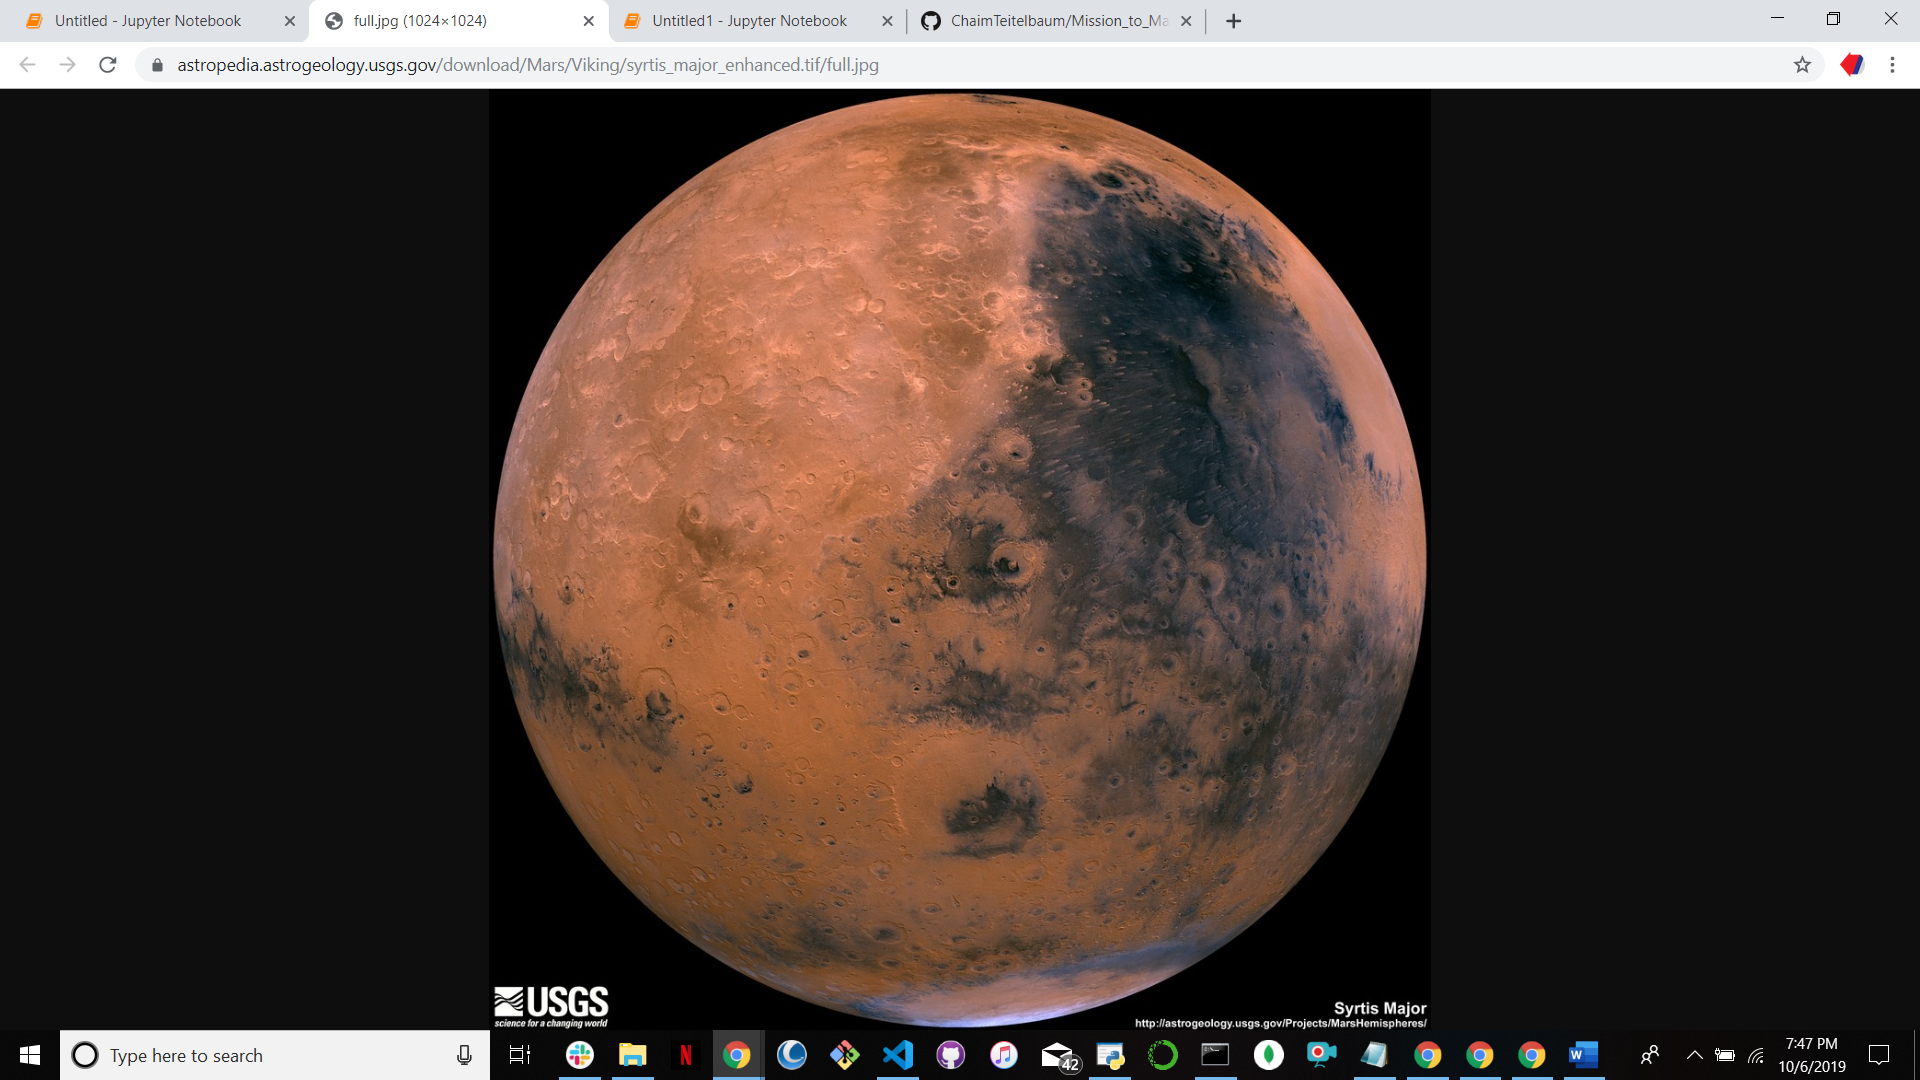 Untitled - Jupyter Notebook
full.jpg (1024×1024)
Untitled1 - Jupyter Notebook
ChaimTeitelbaum/Mission_to_Ma
astropedia.astrogeology.usgs.gov/download/Mars/Viking/syrtis_major_enhanced.tif/full.jpg
USGS
science for a changing world
Syrtis Major
http://astrogeology.usgs.gov/Projects/MarsHemispheres/
Type here to search
N
42
W
7:47 PM
10/6/2019